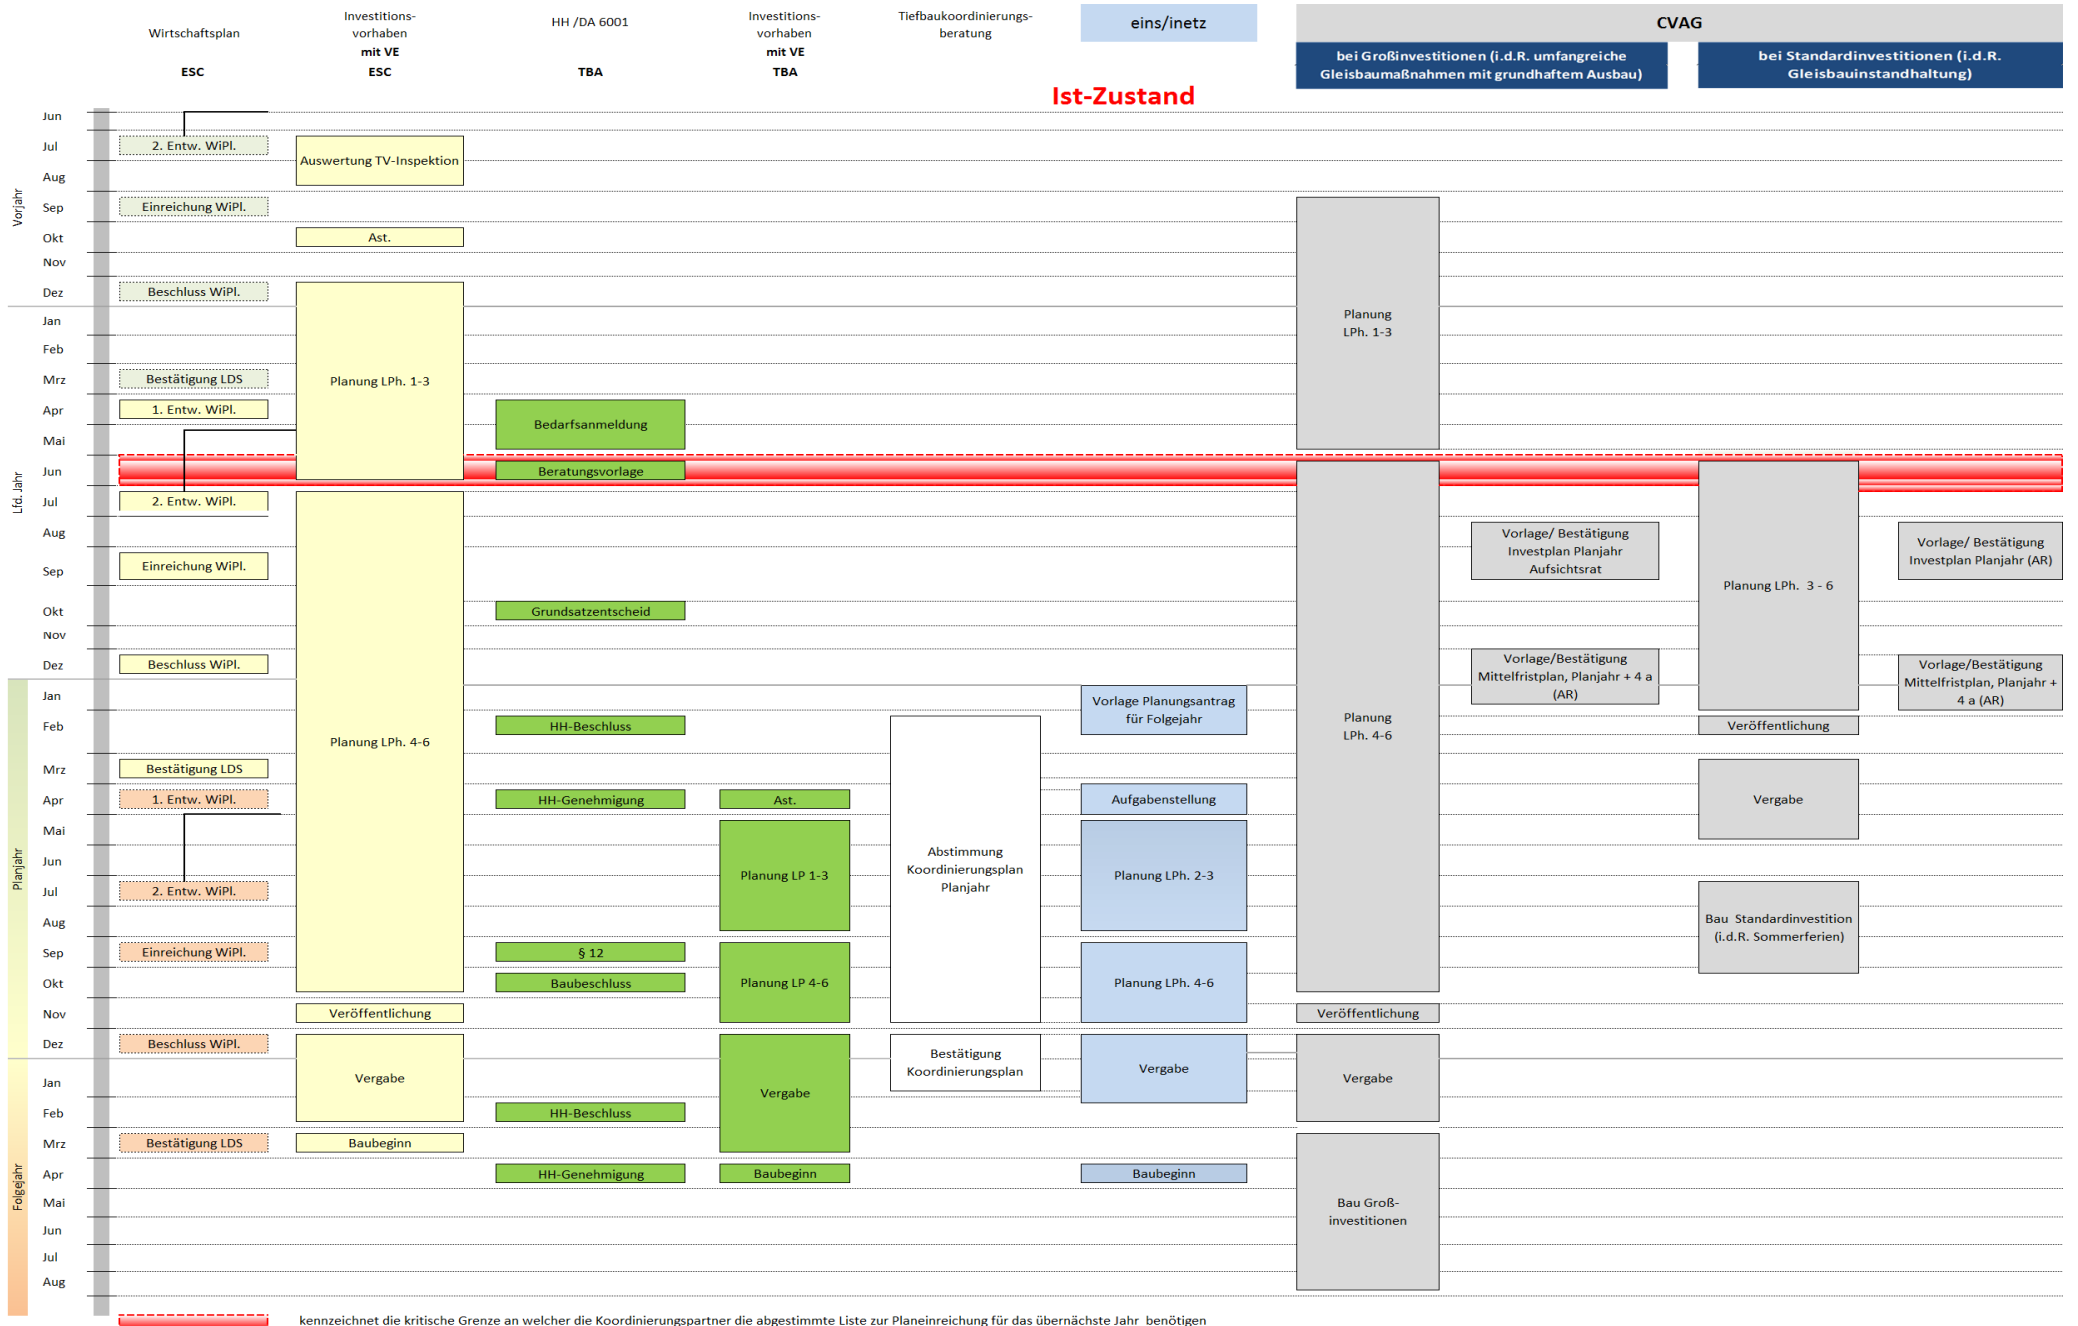 Wirtschaftsplan
ESC
Investitions-
vorhaben
mit VE
ESC
HH /DA 6001
TBA
Investitions-
vorhaben
mit VE
TBA
Tiefbaukoordinierungs-
beratung
eins/inetz
CVAG
bei Großinvestitionen (i.d.R. umfangreiche
Gleisbaumaßnahmen mit grundhaftem Ausbau)
bei Standardinvestitionen (i.d.R.
Gleisbauinstandhaltung)
Ist-Zustand
Vorjahr
Jun
Jul
2. Entw. WiPl.
Auswertung TV-Inspektion
Aug
Sep
Einreichung WiPl.
Okt
Ast.
Nov
Dez
Beschluss WiPl.
Lfd. Jahr
Jan
Planung
LPh. 1-3
Feb
Mrz
Bestätigung LDS
Planung LPh. 1-3
Apr
1. Entw. WiPl.
Bedarfsanmeldung
Mai
Jun
Beratungsvorlage
Jul
2. Entw. WiPl.
Aug
Vorlage/ Bestätigung
Investplan Planjahr
Aufsichtsrat
Vorlage/ Bestätigung
Investplan Planjahr (AR)
Sep
Einreichung WiPl.
Planung LPh. 3 - 6
Okt
Grundsatzentscheid
Nov
Dez
Beschluss WiPl.
Vorlage/Bestätigung
Mittelfristplan, Planjahr + 4 a
(AR)
Vorlage/Bestätigung
Mittelfristplan, Planjahr +
4 a (AR)
Planjahr
Jan
Vorlage Planungsantrag
für Folgejahr
Feb
Planung LPh. 4-6
HH-Beschluss
Planung
LPh. 4-6
Veröffentlichung
Mrz
Bestätigung LDS
Apr
1. Entw. WiPl.
HH-Genehmigung
Ast.
Aufgabenstellung
Vergabe
Mai
Jun
Abstimmung
Koordinierungsplan
Planjahr
Planung LP 1-3
Planung LPh. 2-3
Jul
2. Entw. WiPl.
Aug
Bau Standardinvestition
(i.d.R. Sommerferien)
Sep
Einreichung WiPl.
§ 12
Okt
Baubeschluss
Planung LP 4-6
Planung LPh. 4-6
Nov
Veröffentlichung
Veröffentlichung
Dez
Beschluss WiPl.
Bestätigung
Koordinierungsplan
Folgejahr
Jan
Vergabe
Vergabe
Vergabe
Vergabe
Feb
HH-Beschluss
Mrz
Bestätigung LDS
Baubeginn
Apr
HH-Genehmigung
Baubeginn
Baubeginn
Mai
Bau Groß-
investitionen
Jun
Jul
Aug
kennzeichnet die kritische Grenze an welcher die Koordinierungspartner die abgestimmte Liste zur Planeinreichung für das übernächste Jahr benötigen